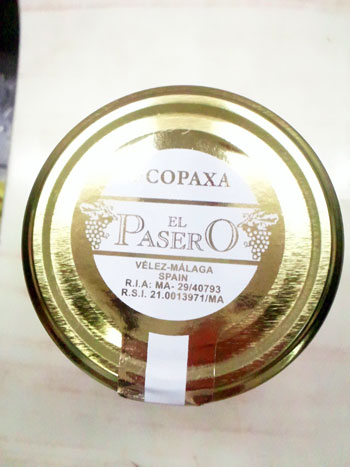 COPAXA
EL
PASERO
VÉLEZ-MÁLAGA
SPAIN
R.I.A: MA- 29/40793
R.S.I. 21.0013971/MA